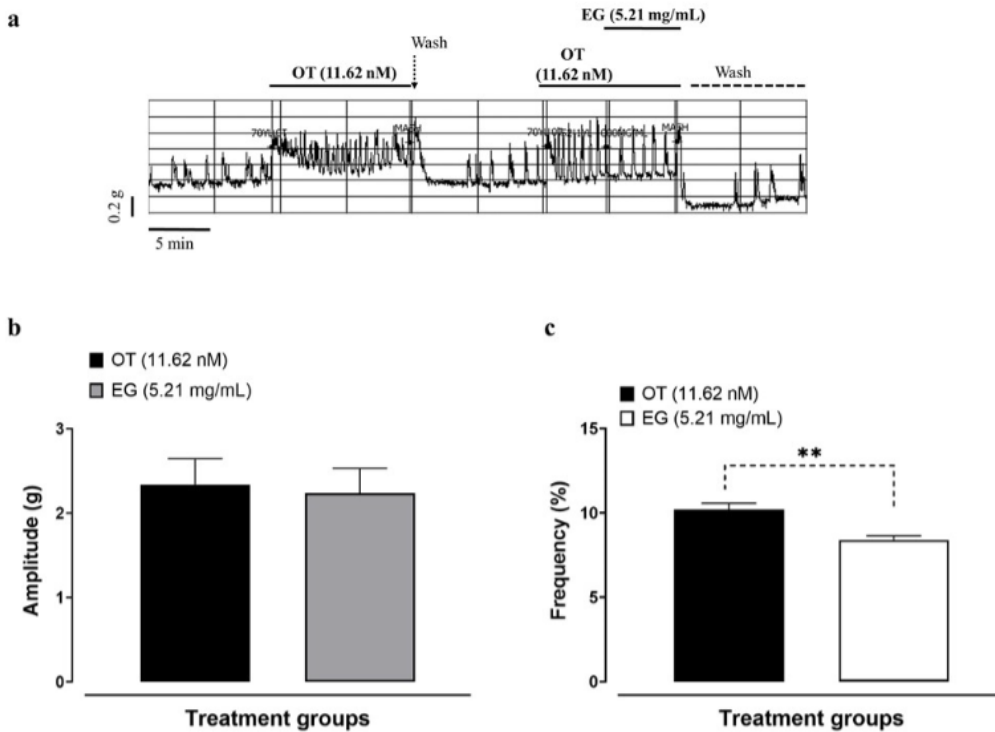 a
EG (5.21 mg/mL)
Wash
OT (11.62 nM)
OT
(11.62 nM)
Wash
0.2 g
5 min
b
OT (11.62 nM)
EG (5.21 mg/mL)
3
2
1
0
Amplitude (g)
Treatment groups
c
OT (11.62 nM)
EG (5.21 mg/mL)
15
**
10
5
0
Frequency (%)
Treatment groups